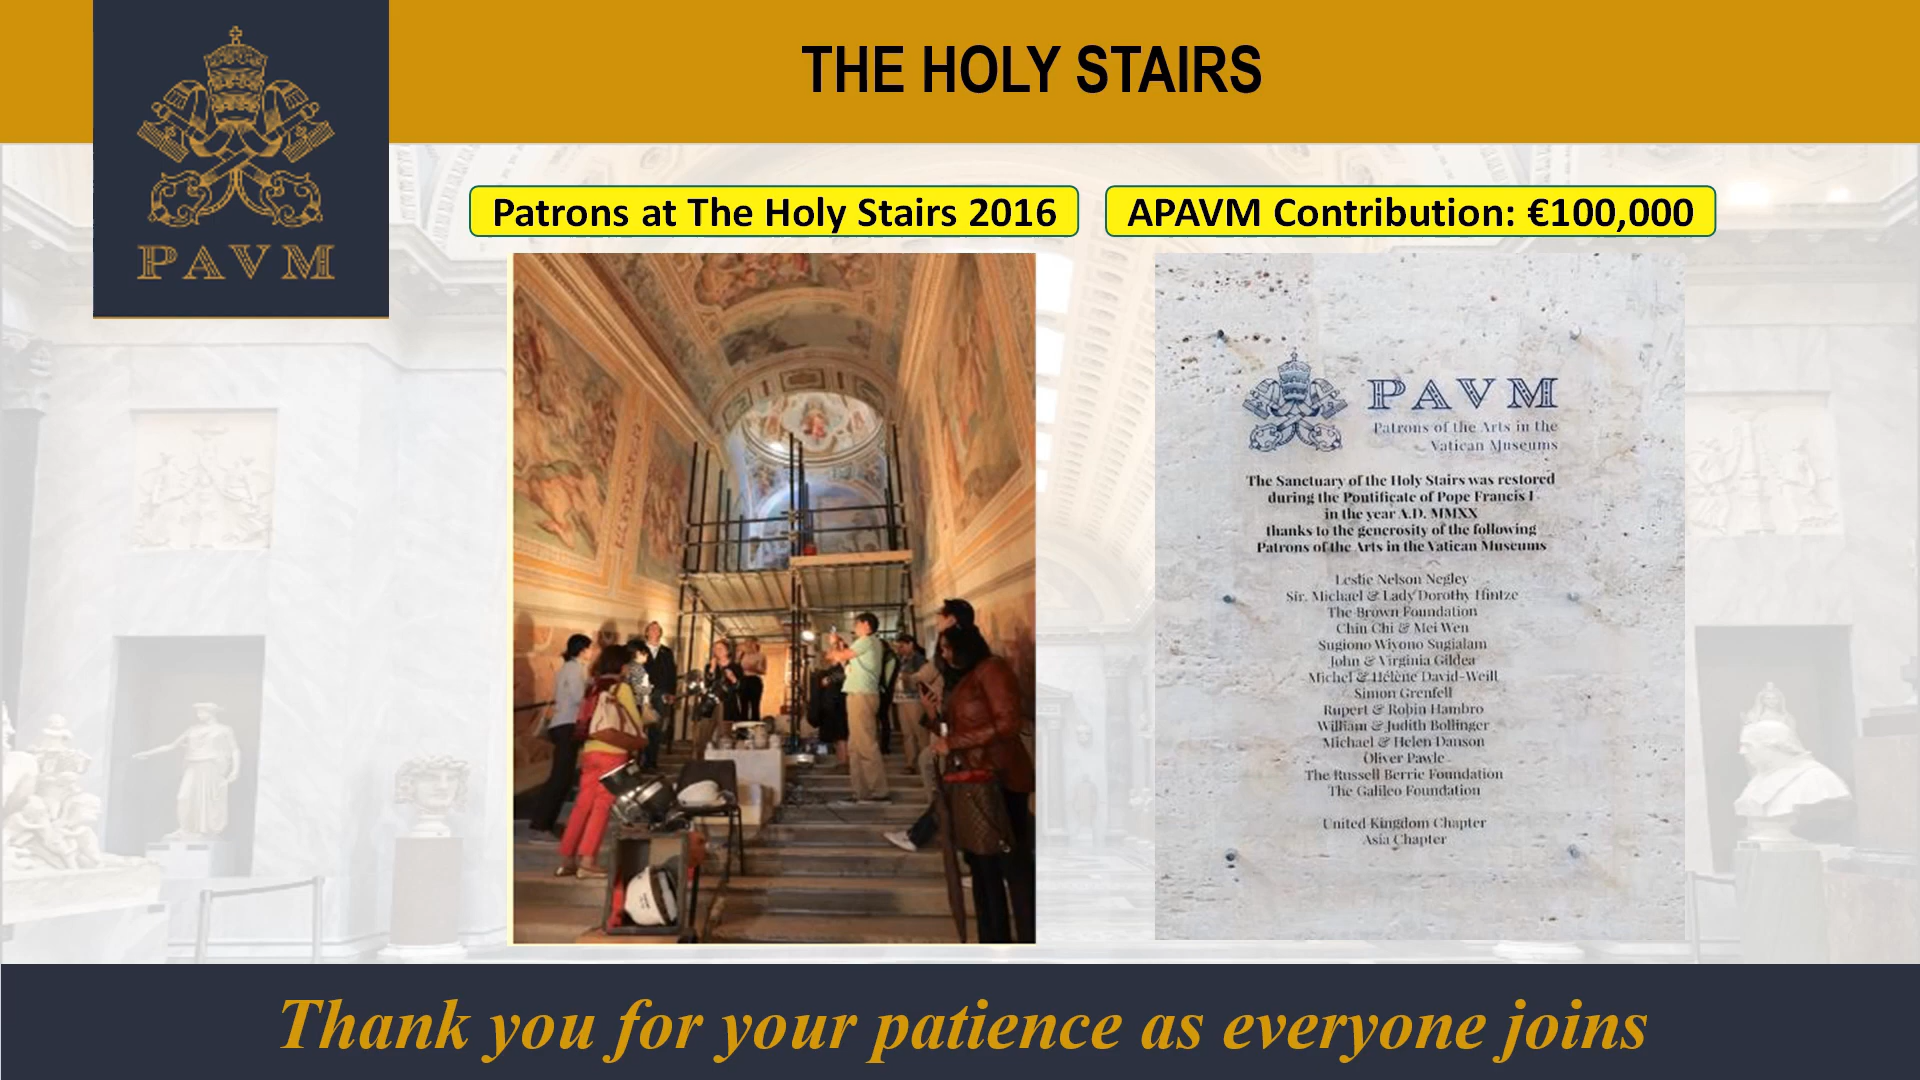 THE HOLY STAIRS
PAVM
Patrons at The Holy Stairs 2016
APAVM Contribution: €100,000
PAVM
Patrons of the Arts in the
Vatican Museums
The Sanctuary of the Holy Stairs was restored
during the Pontificate of Pope Francis I
in the year A.D. MMXX
thanks to the generosity of the following
Patrons of the Arts in the Vatican Museums
Leslie Nelson Negley
Sir. Michael & Lady Dorothy Hintze
The Brown Foundation
Chin Chi & Mei Wen
Sugiono Wiyono Sugialam
John & Virginia Gildea
Michel & Hélène David-Weill
Simon Grenfell
Rupert & Robin Hambro
William & Judith Bollinger
Michael & Helen Danson
Oliver Pawle
The Russell Berrie Foundation
The Galileo Foundation
United Kingdom Chapter
Asia Chapter
Thank you for your patience as everyone joins